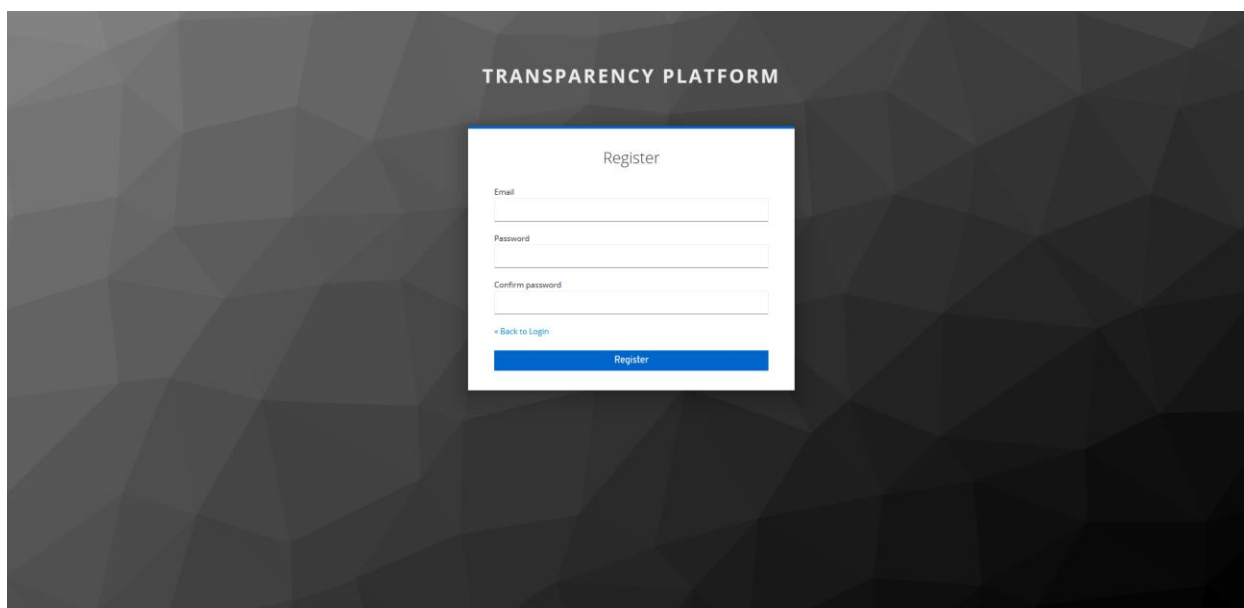 TRANSPARENCY PLATFORM
Register
Email
Password
Confirm password
« Back to Login
Register